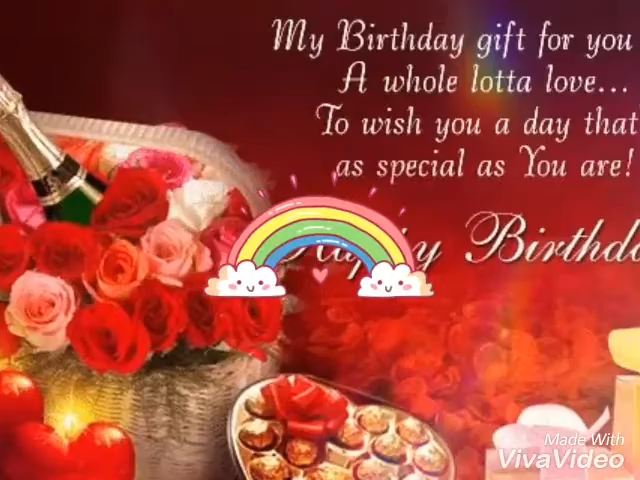 My Birthday gift for you
A whole lotta love...
To wish you a day that
as special as You are!
Birthd
Made With
VivaVideo